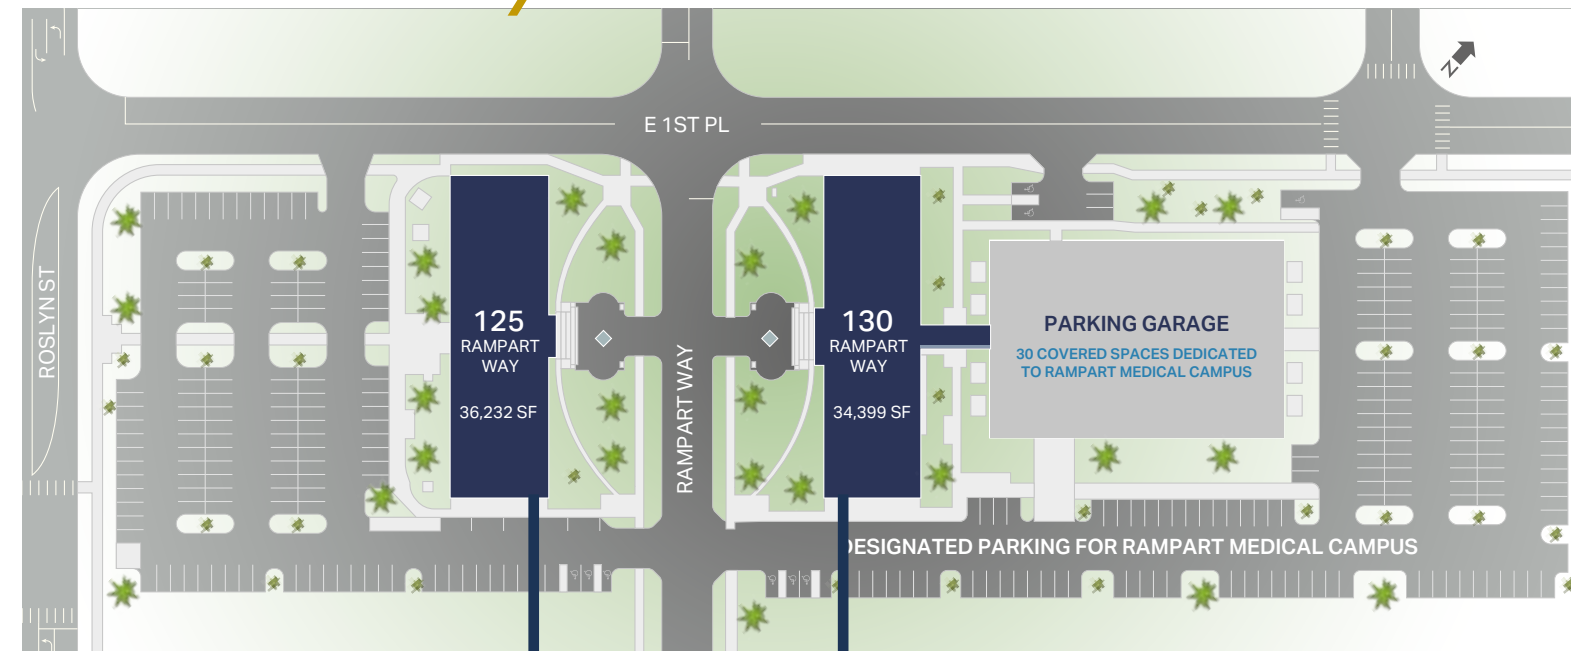 N
E 1ST PL
ROSLYN ST
125
RAMPART
WAY
36,232 SF
RAMPART WAY
130
RAMPART
WAY
34,399 SF
PARKING GARAGE
30 COVERED SPACES DEDICATED
TO RAMPART MEDICAL CAMPUS
DESIGNATED PARKING FOR RAMPART MEDICAL CAMPUS